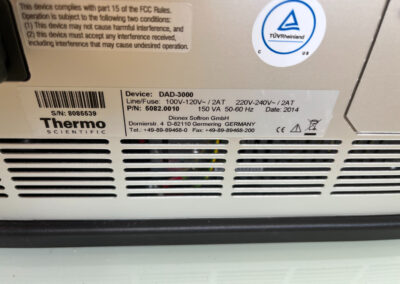 This device complies with part 15 of the FCC Rules.
Operation is subject to the following two conditions:
(1) This device may not cause harmful interference, and
(2) this device must accept any interference received,
including interference that may cause undesired operation
TÜVRheinland
C US
S/N: 8085539
Thermo
SCIENTIFIC
Device: DAD-3000
Line/Fuse: 100V-120V~ / 2AT 220V-240V~ / 2AT
P/N: 5082.0010 150 VA 50-60 Hz Date: 2014
Dionex Softron GmbH
Dornierstr. 4 D-82110 Germering GERMANY
Tel.: +49-89-89468-0 Fax: +49-89-89468-200
CE